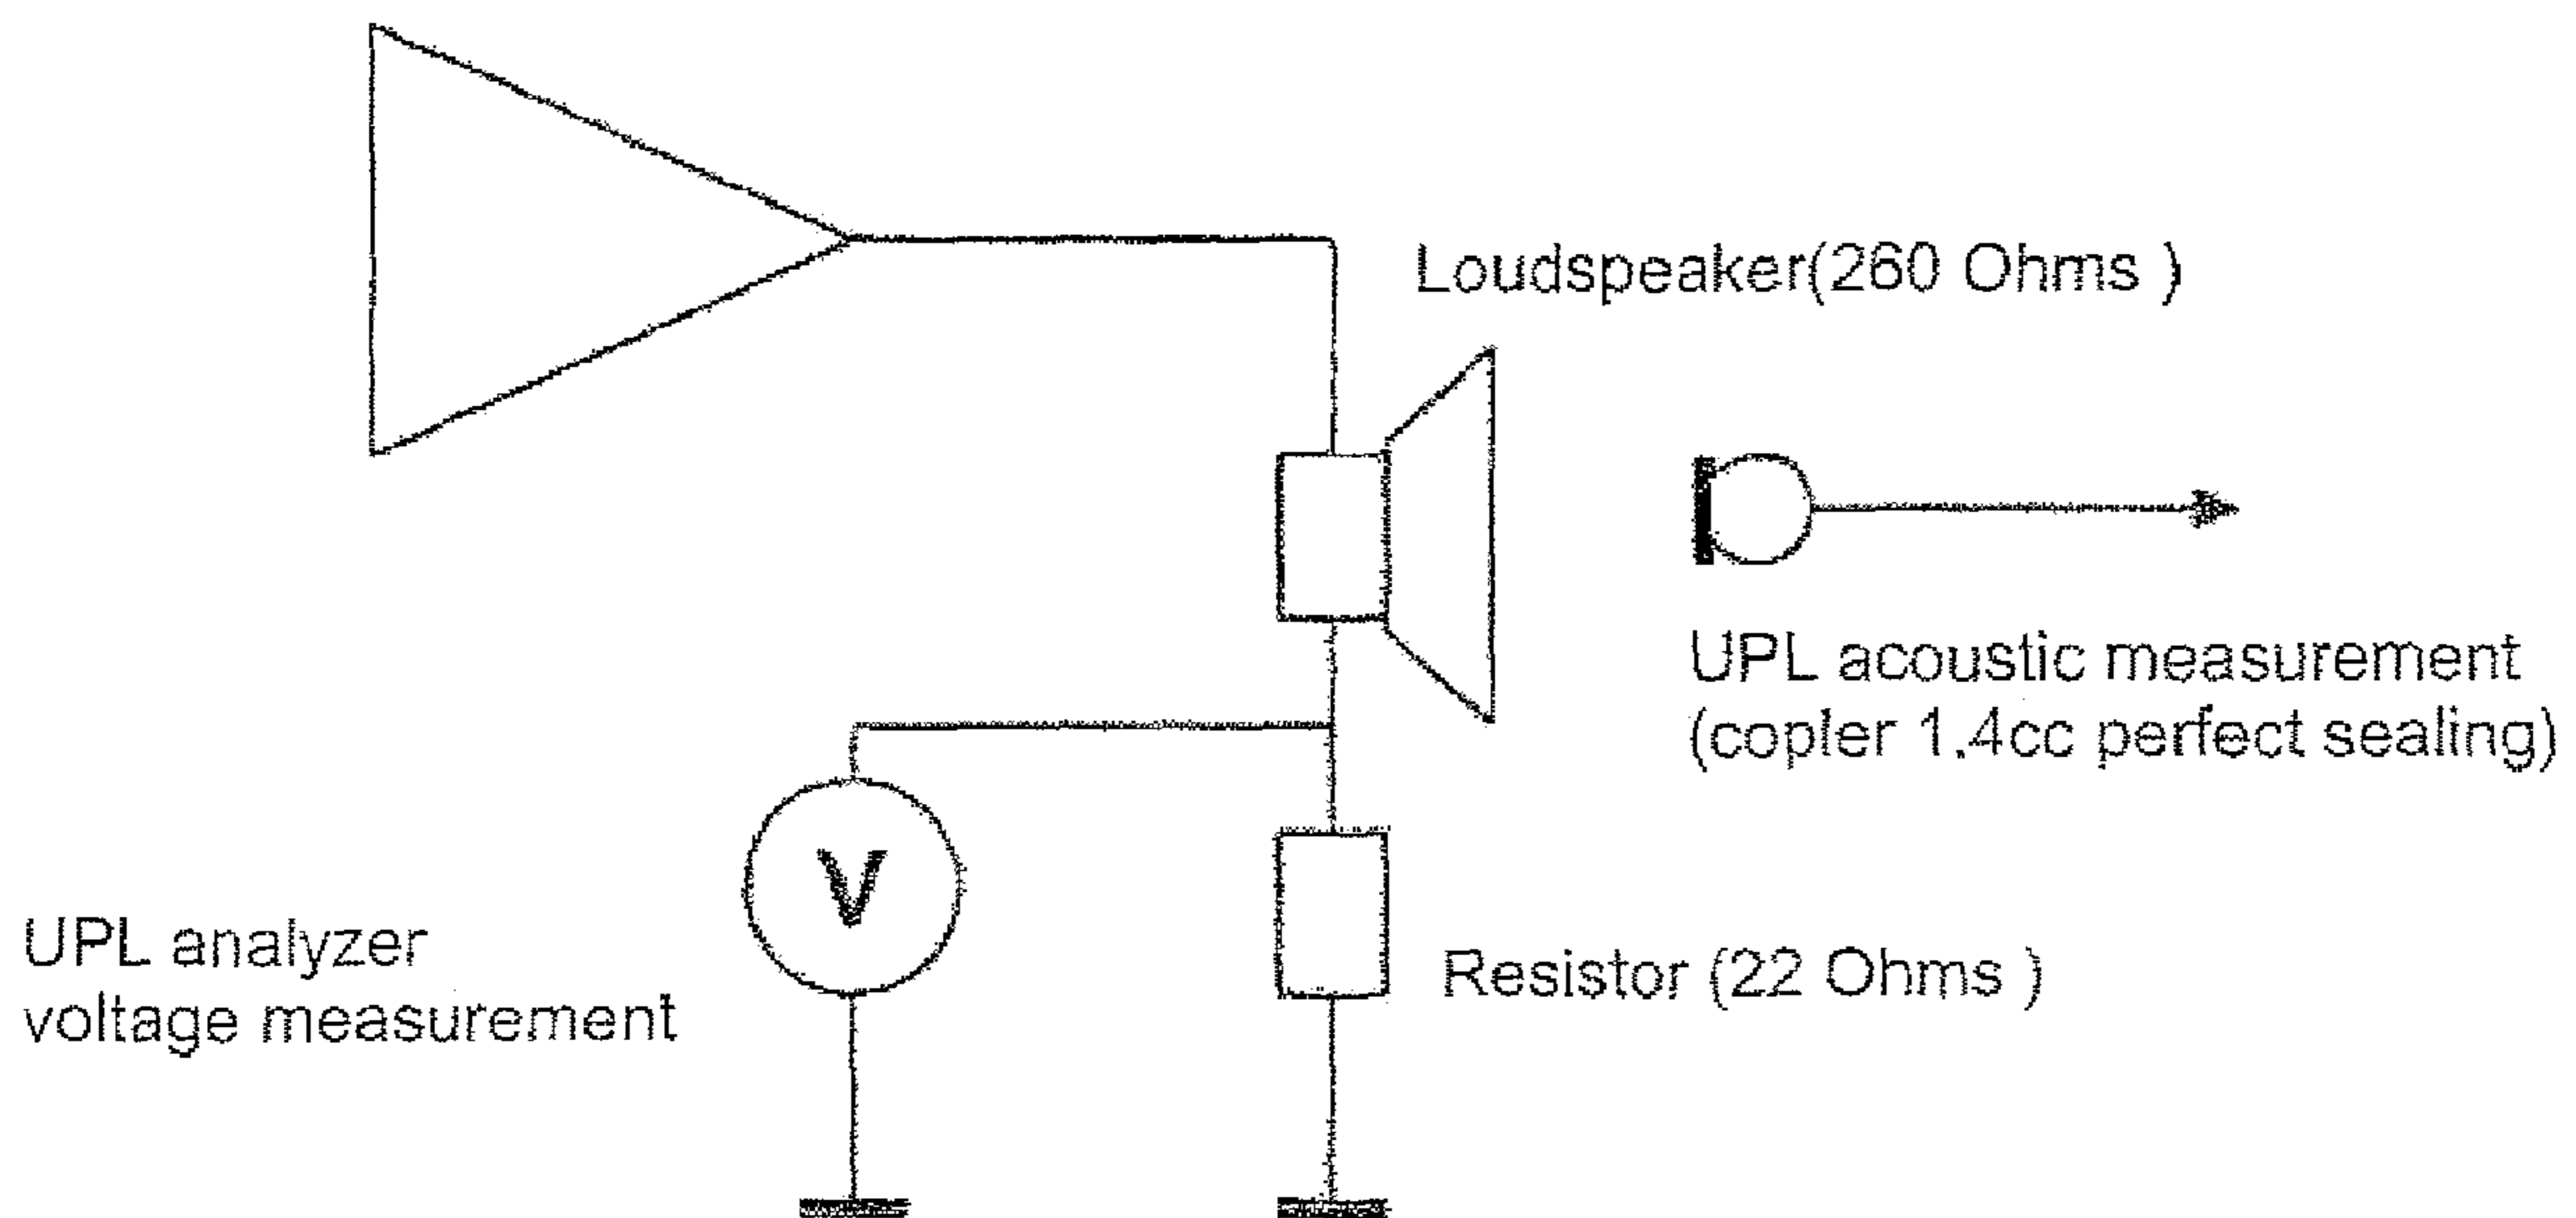 Loudspeaker(260 Ohms )
UPL acoustic measurement
(copler 1.4cc perfect sealing)
V
UPL analyzer
voltage measurement
Resistor (22 Ohms )